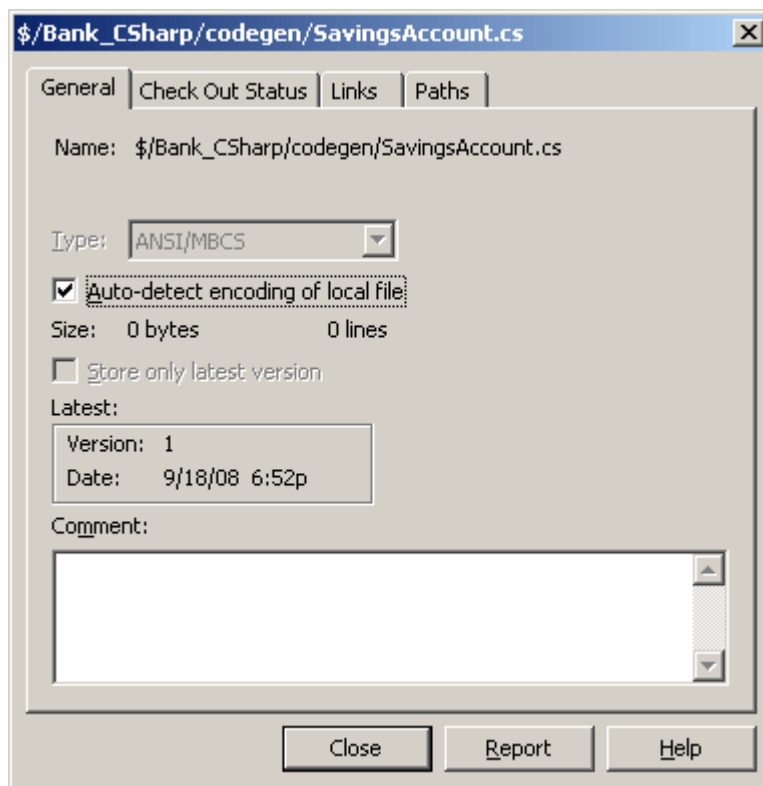 $/Bank_CSharp/codegen/SavingsAccount.cs
General Check Out Status Links Paths
Name: $/Bank_CSharp/codegen/SavingsAccount.cs
Type: ANSI/MBCS
Auto-detect encoding of local file
Size: 0 bytes 0 lines
Store only latest version
Latest:
Version: 1
Date: 9/18/08 6:52p
Comment:
Close Report Help